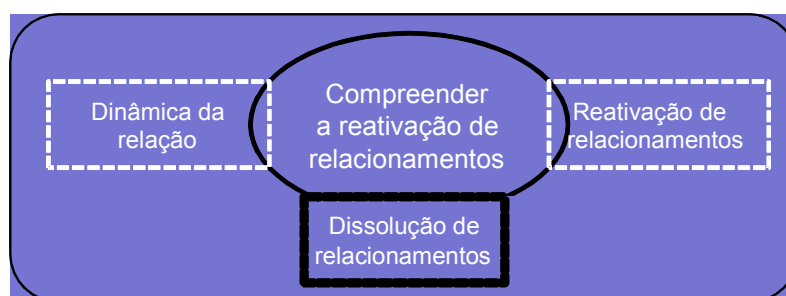 Dinâmica da
relação
Compreender
a reativação de
relacionamentos
Reativação de
relacionamentos
Dissolução de
relacionamentos